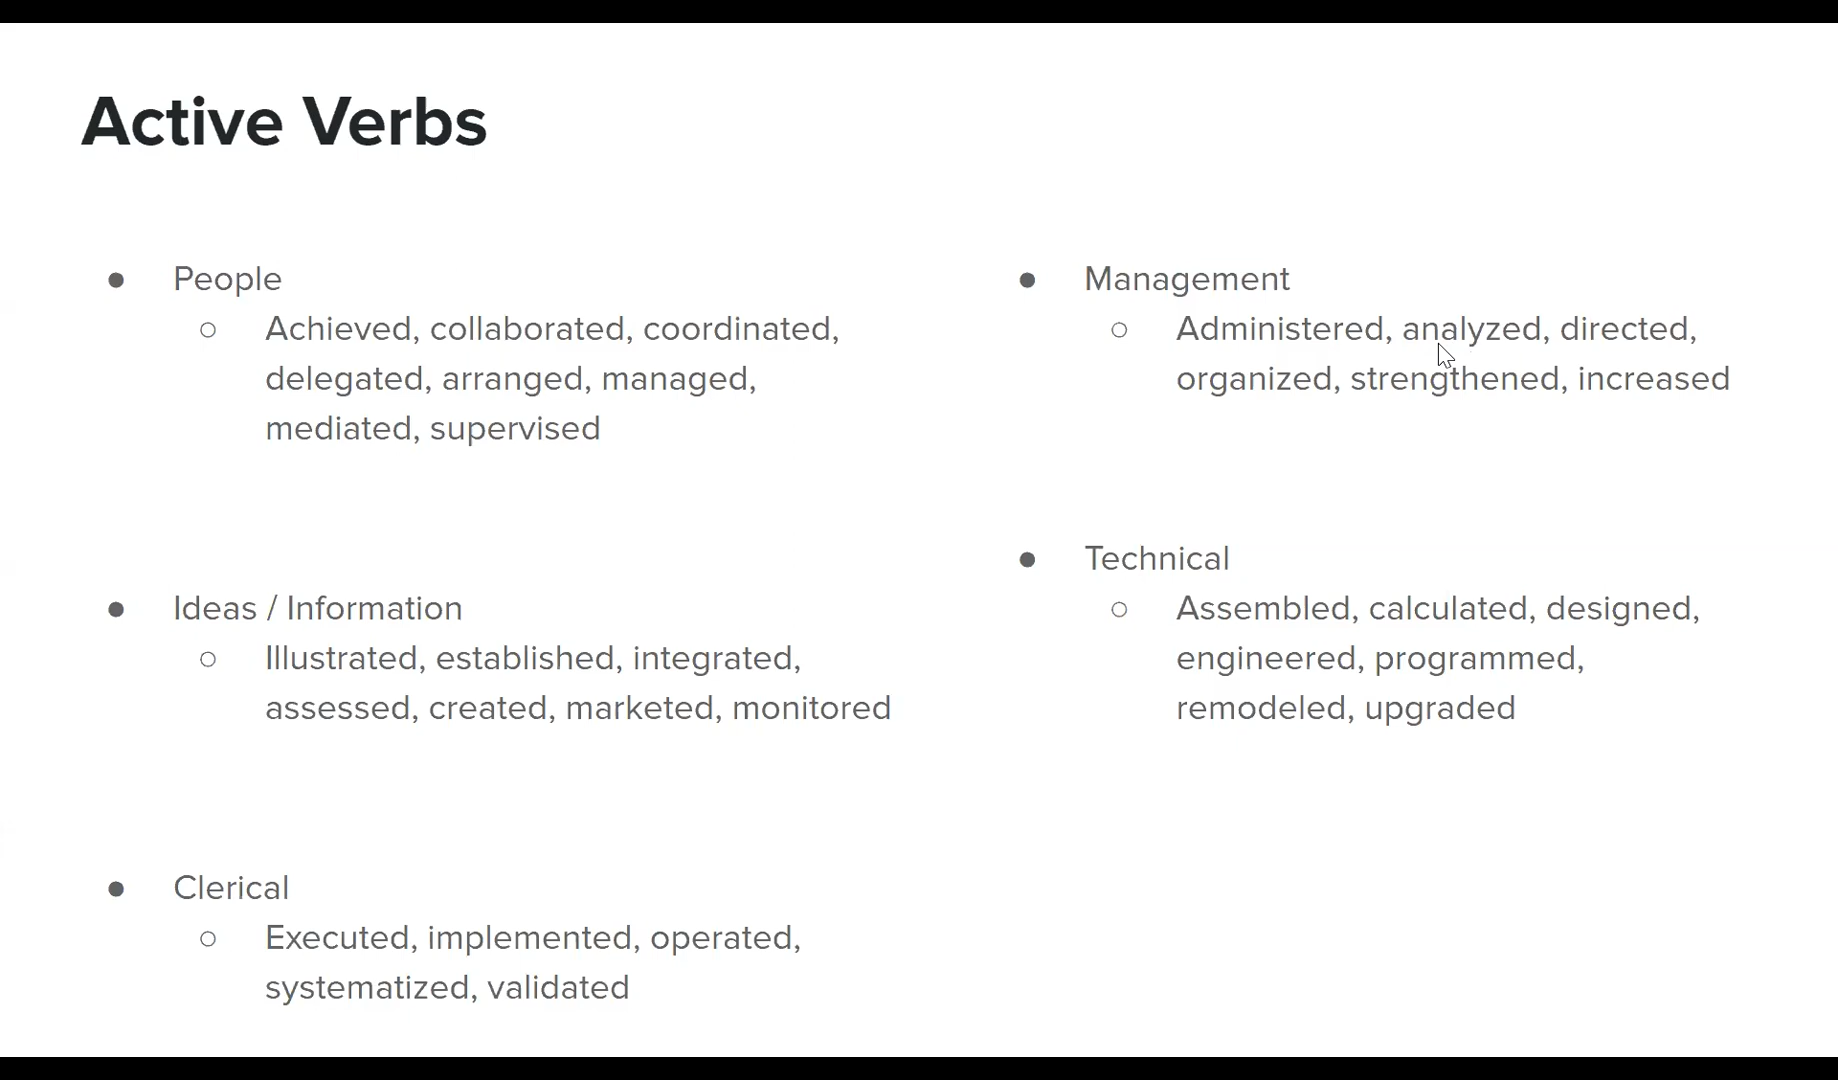 Active Verbs
● People
○ Achieved, collaborated, coordinated,
delegated, arranged, managed,
mediated, supervised
● Ideas / Information
○ Illustrated, established, integrated,
assessed, created, marketed, monitored
● Clerical
○ Executed, implemented, operated,
systematized, validated
● Management
○ Administered, analyzed, directed,
organized, strengthened, increased
● Technical
○ Assembled, calculated, designed,
engineered, programmed,
remodeled, upgraded